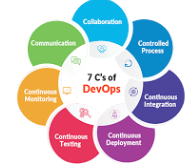 7 C's of
DevOps
Collaboration
Controlled
Process
Continuous
Integration
Continuous
Deployment
Continuous
Testing
Continuous
Monitoring
Communication